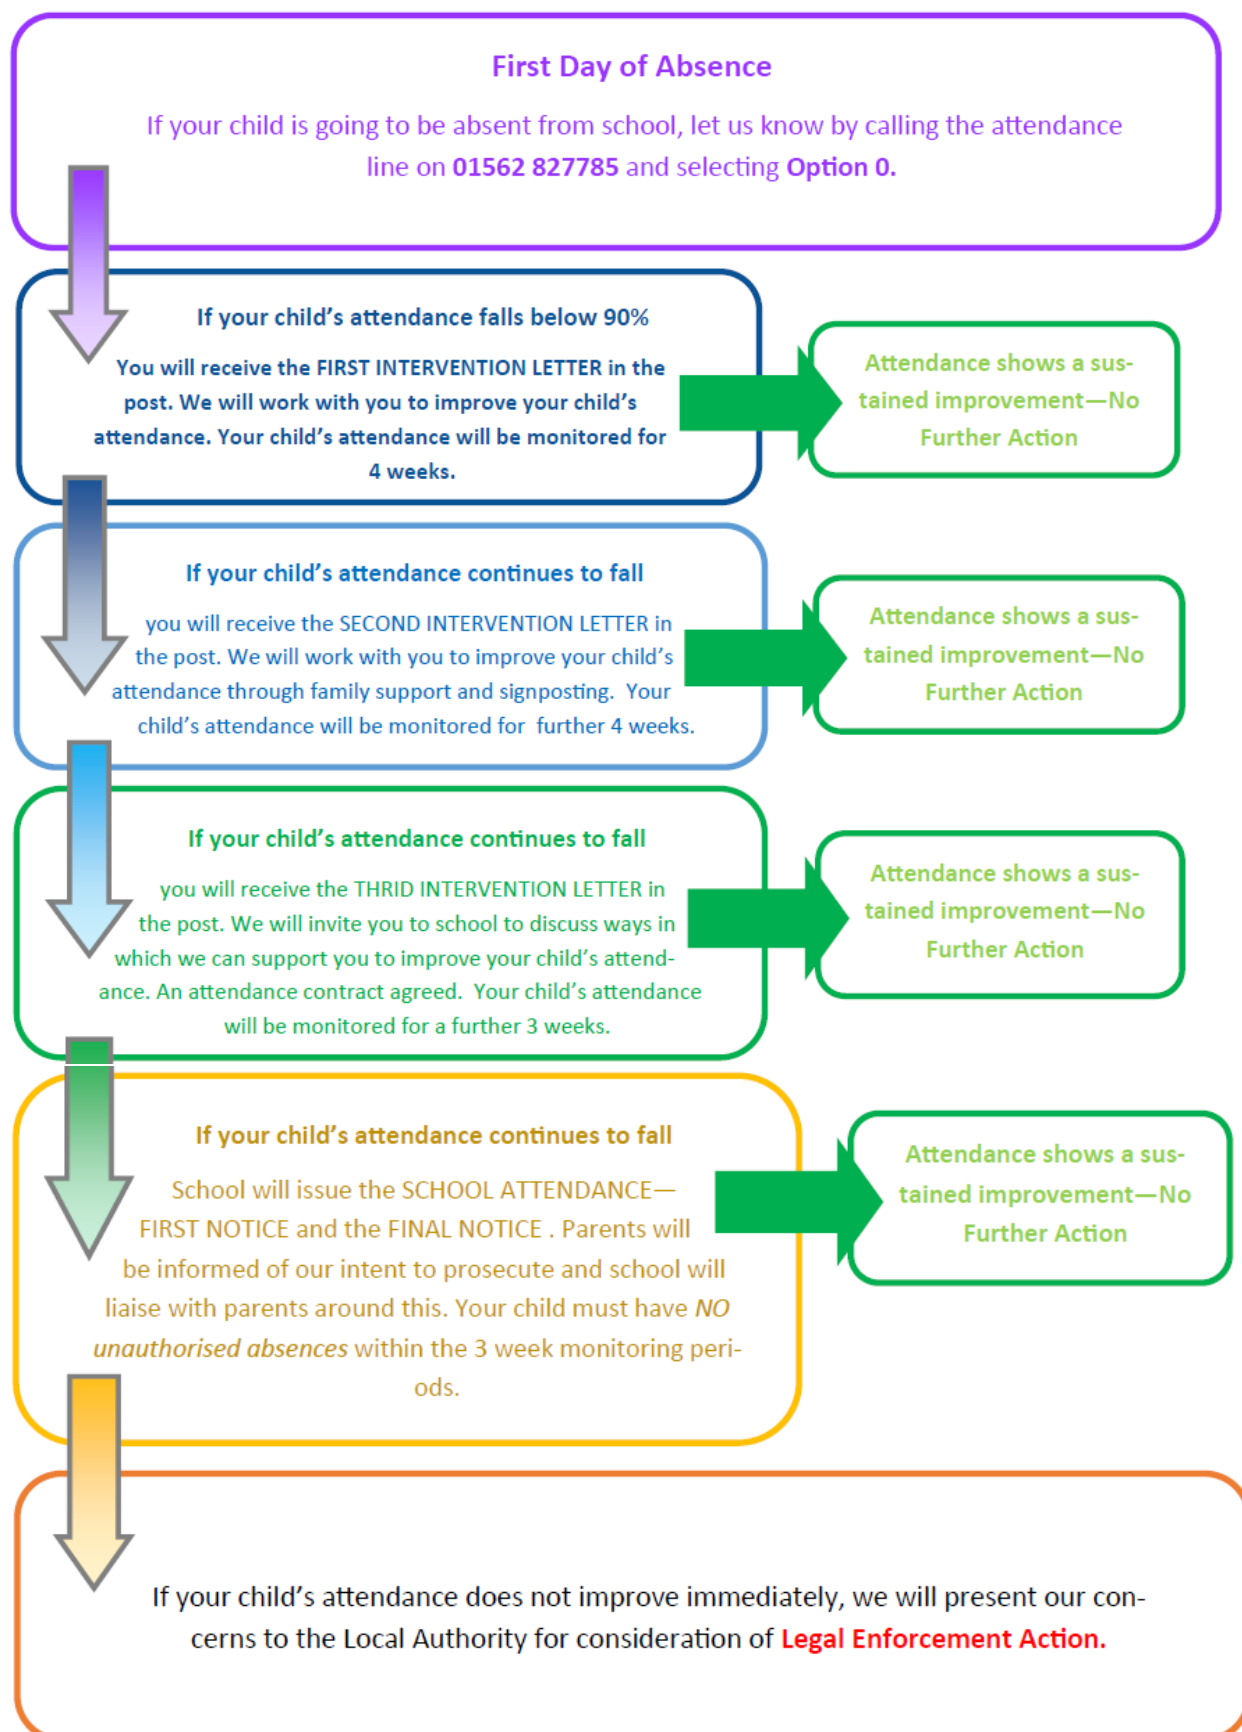 First Day of Absence
If your child is going to be absent from school, let us know by calling the attendance
line on 01562 827785 and selecting Option 0.
If your child’s attendance falls below 90%
You will receive the FIRST INTERVENTION LETTER in the
post. We will work with you to improve your child’s
attendance. Your child’s attendance will be monitored for
4 weeks.
Attendance shows a sus-
tained improvement—No
Further Action
If your child’s attendance continues to fall
you will receive the SECOND INTERVENTION LETTER in
the post. We will work with you to improve your child’s
attendance through family support and signposting. Your
child’s attendance will be monitored for further 4 weeks.
Attendance shows a sus-
tained improvement—No
Further Action
If your child’s attendance continues to fall
you will receive the THRID INTERVENTION LETTER in
the post. We will invite you to school to discuss ways in
which we can support you to improve your child’s attend-
ance. An attendance contract agreed. Your child’s attendance
will be monitored for a further 3 weeks.
Attendance shows a sus-
tained improvement—No
Further Action
If your child’s attendance continues to fall
School will issue the SCHOOL ATTENDANCE—
FIRST NOTICE and the FINAL NOTICE . Parents will
be informed of our intent to prosecute and school will
liaise with parents around this. Your child must have NO
unauthorised absences within the 3 week monitoring peri-
ods.
Attendance shows a sus-
tained improvement—No
Further Action
If your child’s attendance does not improve immediately, we will present our con-
cerns to the Local Authority for consideration of Legal Enforcement Action.